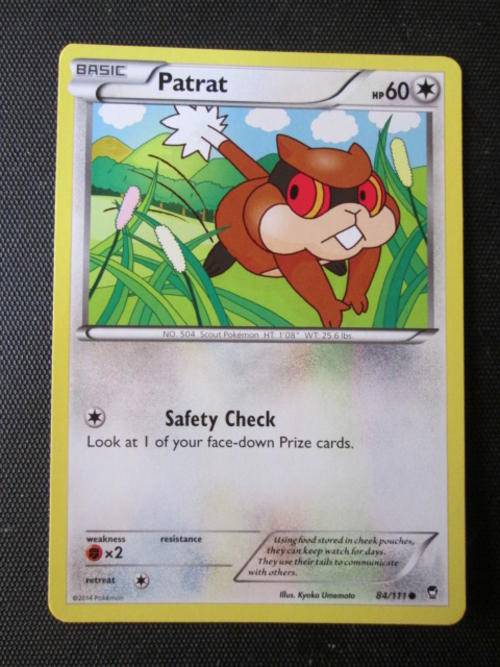 BASIC
Patrat
HP60
NO. 504 Scout Pokémon HT. 1'08" WT. 25.6 lbs.
Safety Check
Look at 1 of your face-down Prize cards.
weakness resistance
×2
retreat
Using food stored in cheek pouches,
they can keep watch for days.
They use their tails to communicate
with others.
©2014 Pokémon
Illus. Kyoko Umemoto 84/111